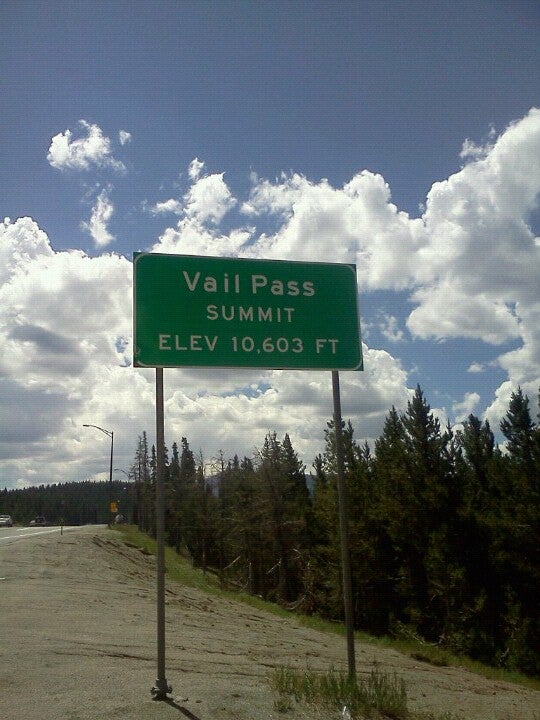 Vail Pass
SUMMIT
ELEV 10,603 FT